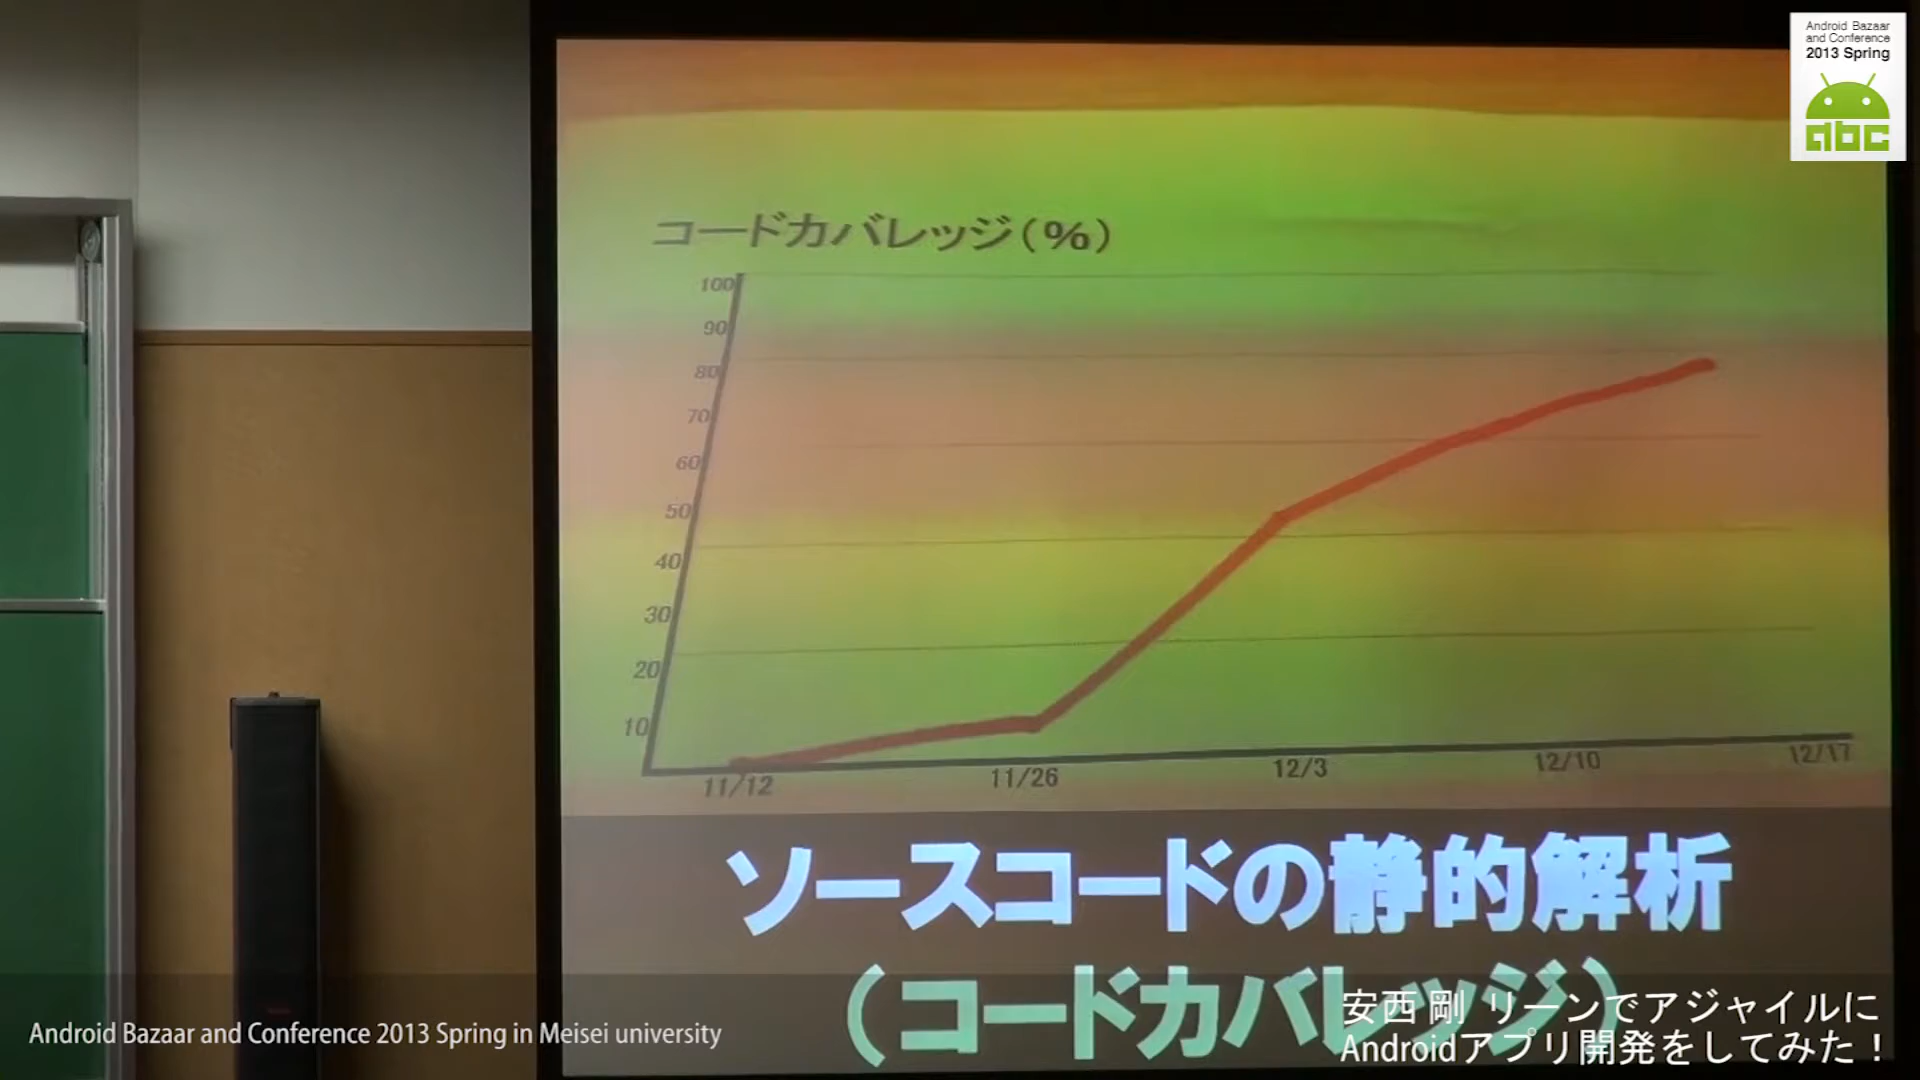 Android Bazaar
and Conference
2013 Spring
abc
コードカバレッジ(%)
100
90
80
70
60
50
40
30
20
10
11/12
11/26
12/3
12/10
12/17
ソースコードの静的解析
(コードカバレッジ)
Android Bazaar and Conference 2013 Spring in Meisei university
安西 剛 リーンでアジャイルに
Androidアプリ開発をしてみた！